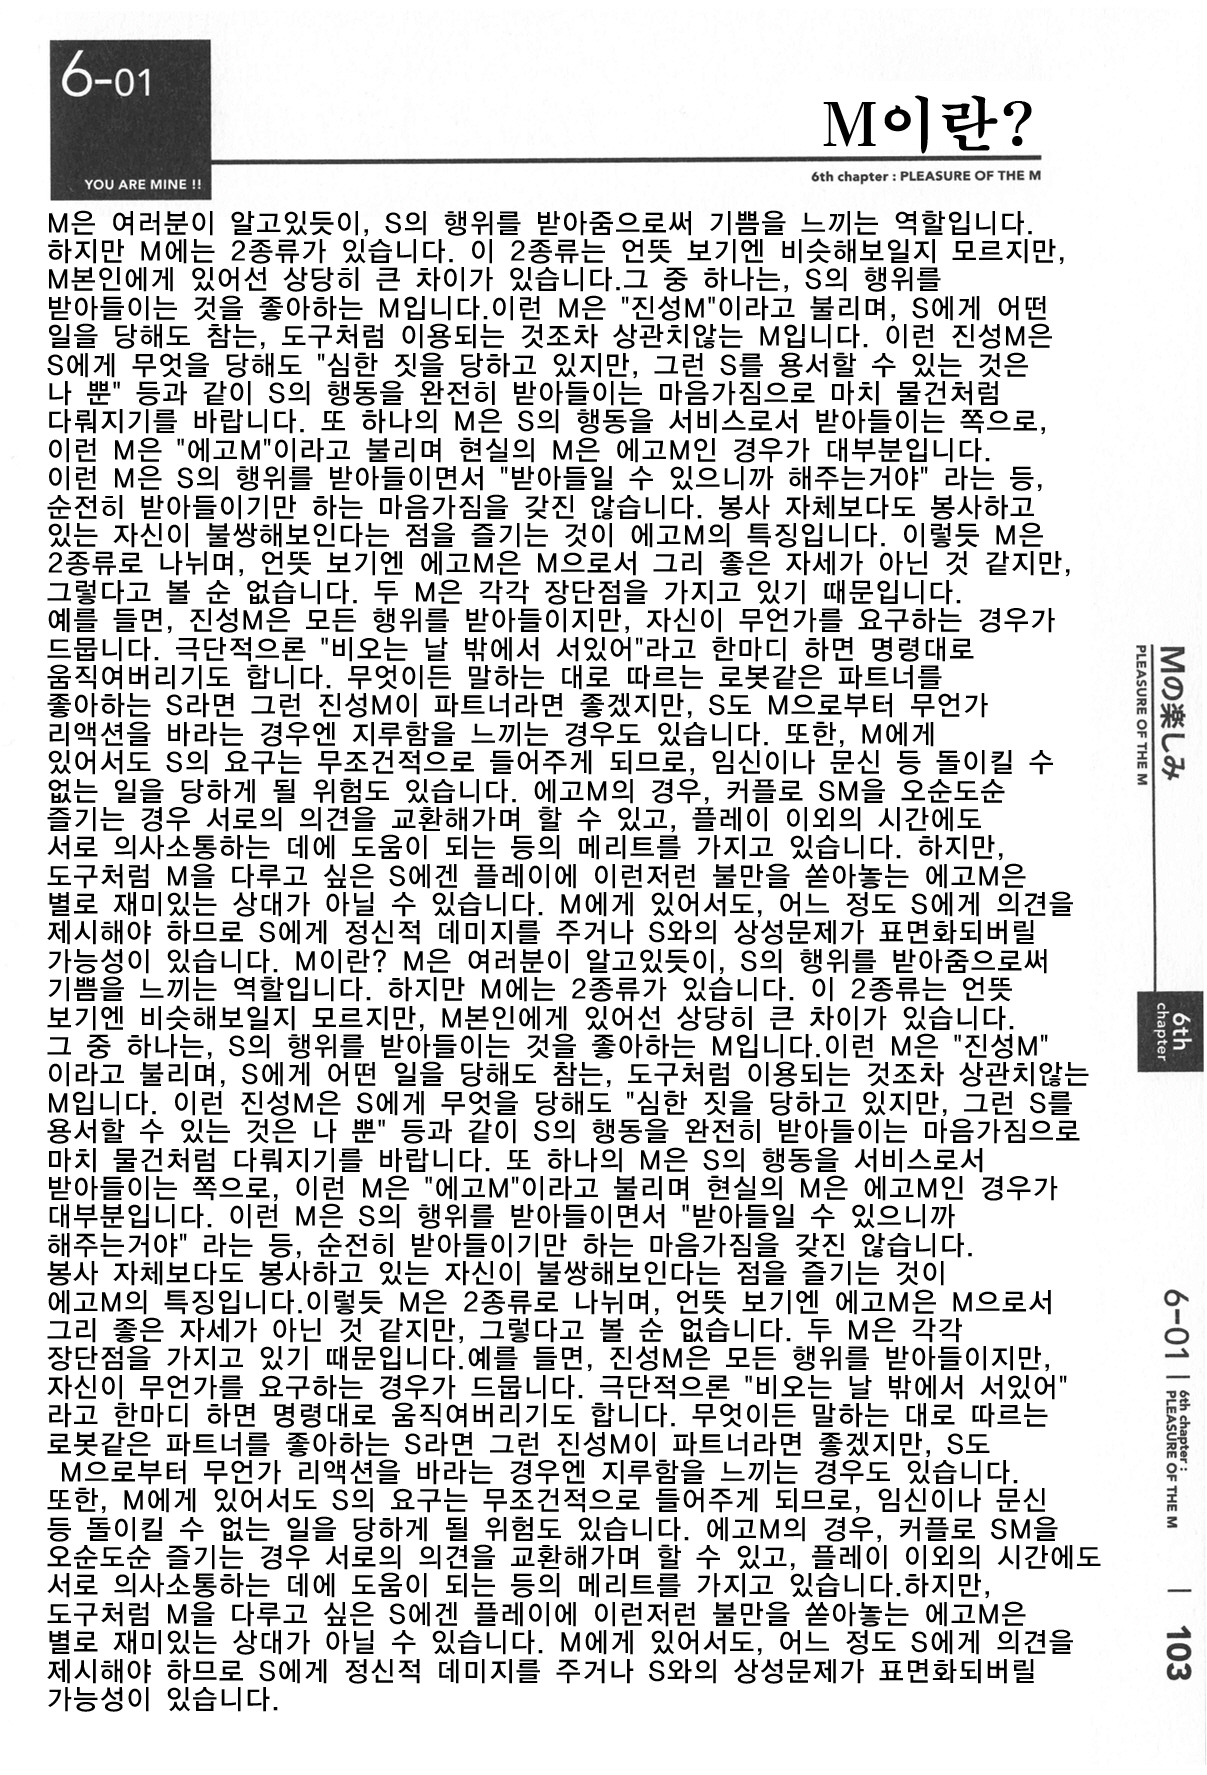 6-01
YOU ARE MINE !!
M이란?
6th chapter : PLEASURE OF THE M
M은 여러분이 알고있듯이, S의 행위를 받아줌으로써 기쁨을 느끼는 역할입니다.
하지만 M에는 2종류가 있습니다. 이 2종류는 언뜻 보기엔 비슷해보일지 모르지만,
M본인에게 있어선 상당히 큰 차이가 있습니다.그 중 하나는, S의 행위를
받아들이는 것을 좋아하는 M입니다.이런 M은 "진성M"이라고 불리며, S에게 어떤
일을 당해도 참는, 도구처럼 이용되는 것조차 상관치않는 M입니다. 이런 진성M은
S에게 무엇을 당해도 "심한 짓을 당하고 있지만, 그런 S를 용서할 수 있는 것은
나 뿐" 등과 같이 S의 행동을 완전히 받아들이는 마음가짐으로 마치 물건처럼
다뤄지기를 바랍니다. 또 하나의 M은 S의 행동을 서비스로서 받아들이는 쪽으로,
이런 M은 "에고M"이라고 불리며 현실의 M은 에고M인 경우가 대부분입니다.
이런 M은 S의 행위를 받아들이면서 "받아들일 수 있으니까 해주는거야" 라는 등,
순전히 받아들이기만 하는 마음가짐을 갖진 않습니다. 봉사 자체보다도 봉사하고
있는 자신이 불쌍해보인다는 점을 즐기는 것이 에고M의 특징입니다. 이렇듯 M은
2종류로 나뉘며, 언뜻 보기엔 에고M은 M으로서 그리 좋은 자세가 아닌 것 같지만,
그렇다고 볼 순 없습니다. 두 M은 각각 장단점을 가지고 있기 때문입니다.
예를 들면, 진성M은 모든 행위를 받아들이지만, 자신이 무언가를 요구하는 경우가
드뭅니다. 극단적으론 "비오는 날 밖에서 서있어"라고 한마디 하면 명령대로
움직여버리기도 합니다. 무엇이든 말하는 대로 따르는 로봇같은 파트너를
좋아하는 S라면 그런 진성M이 파트너라면 좋겠지만, S도 M으로부터 무언가
리액션을 바라는 경우엔 지루함을 느끼는 경우도 있습니다. 또한, M에게
있어서도 S의 요구는 무조건적으로 들어주게 되므로, 임신이나 문신 등 돌이킬 수
없는 일을 당하게 될 위험도 있습니다. 에고M의 경우, 커플로 SM을 오순도순
즐기는 경우 서로의 의견을 교환해가며 할 수 있고, 플레이 이외의 시간에도
서로 의사소통하는 데에 도움이 되는 등의 메리트를 가지고 있습니다. 하지만,
도구처럼 M을 다루고 싶은 S에겐 플레이에 이런저런 불만을 쏟아놓는 에고M은
별로 재미있는 상대가 아닐 수 있습니다. M에게 있어서도, 어느 정도 S에게 의견을
제시해야 하므로 S에게 정신적 데미지를 주거나 S와의 상성문제가 표면화되버릴
가능성이 있습니다. M이란? M은 여러분이 알고있듯이, S의 행위를 받아줌으로써
기쁨을 느끼는 역할입니다. 하지만 M에는 2종류가 있습니다. 이 2종류는 언뜻
보기엔 비슷해보일지 모르지만, M본인에게 있어선 상당히 큰 차이가 있습니다.
그 중 하나는, S의 행위를 받아들이는 것을 좋아하는 M입니다.이런 M은 "진성M"
이라고 불리며, S에게 어떤 일을 당해도 참는, 도구처럼 이용되는 것조차 상관치않는
M입니다. 이런 진성M은 S에게 무엇을 당해도 "심한 짓을 당하고 있지만, 그런 S를
용서할 수 있는 것은 나 뿐" 등과 같이 S의 행동을 완전히 받아들이는 마음가짐으로
마치 물건처럼 다뤄지기를 바랍니다. 또 하나의 M은 S의 행동을 서비스로서
받아들이는 쪽으로, 이런 M은 "에고M"이라고 불리며 현실의 M은 에고M인 경우가
대부분입니다. 이런 M은 S의 행위를 받아들이면서 "받아들일 수 있으니까
해주는거야" 라는 등, 순전히 받아들이기만 하는 마음가짐을 갖진 않습니다.
봉사 자체보다도 봉사하고 있는 자신이 불쌍해보인다는 점을 즐기는 것이
에고M의 특징입니다.이렇듯 M은 2종류로 나뉘며, 언뜻 보기엔 에고M은 M으로서
그리 좋은 자세가 아닌 것 같지만, 그렇다고 볼 순 없습니다. 두 M은 각각
장단점을 가지고 있기 때문입니다.예를 들면, 진성M은 모든 행위를 받아들이지만,
자신이 무언가를 요구하는 경우가 드뭅니다. 극단적으론 "비오는 날 밖에서 서있어"
라고 한마디 하면 명령대로 움직여버리기도 합니다. 무엇이든 말하는 대로 따르는
로봇같은 파트너를 좋아하는 S라면 그런 진성M이 파트너라면 좋겠지만, S도
M으로부터 무언가 리액션을 바라는 경우엔 지루함을 느끼는 경우도 있습니다.
또한, M에게 있어서도 S의 요구는 무조건적으로 들어주게 되므로, 임신이나 문신
등 돌이킬 수 없는 일을 당하게 될 위험도 있습니다. 에고M의 경우, 커플로 SM을
오순도순 즐기는 경우 서로의 의견을 교환해가며 할 수 있고, 플레이 이외의 시간에도
서로 의사소통하는 데에 도움이 되는 등의 메리트를 가지고 있습니다.하지만,
도구처럼 M을 다루고 싶은 S에겐 플레이에 이런저런 불만을 쏟아놓는 에고M은
별로 재미있는 상대가 아닐 수 있습니다. M에게 있어서도, 어느 정도 S에게 의견을
제시해야 하므로 S에게 정신적 데미지를 주거나 S와의 상성문제가 표면화되버릴
가능성이 있습니다.
Mの楽しみ
PLEASURE OF THE M
6th
chapter
6-01 |
6th chapter :
PLEASURE OF THE M
| 103